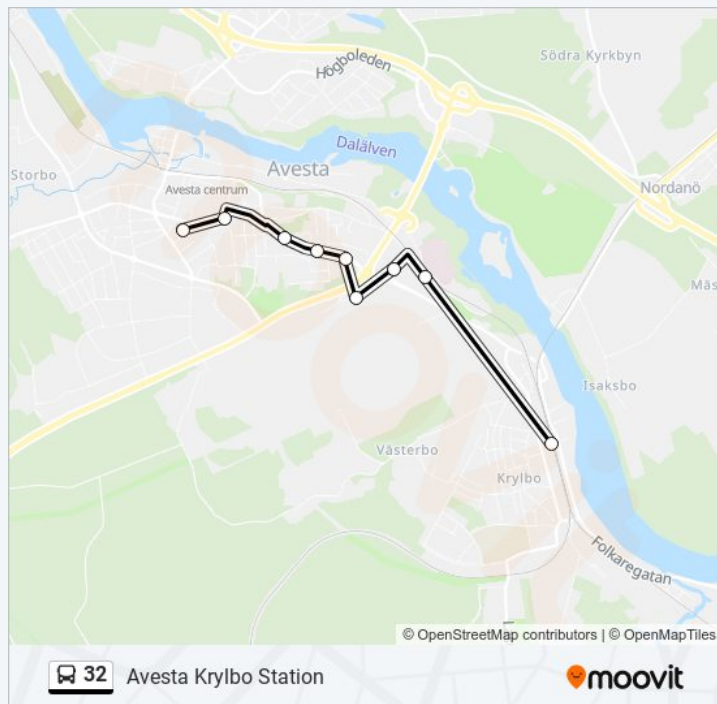 Södra Kyrkbyn
Högboleden
Dalälven
Storbo
Avesta
Avesta centrum
Nordanö
Mäs
Isaksbo
Västerbo
Krylbo
Folkaregatan
© OpenStreetMap contributors | © OpenMapTiles
32 Avesta Krylbo Station
moovit